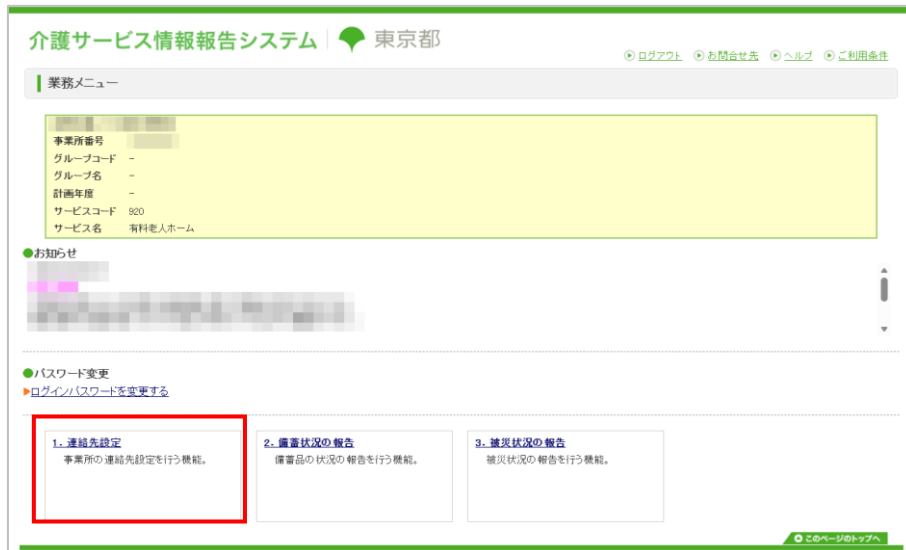 介護サービス情報報告システム 東京都
ログアウト お問合せ先 ヘルプ ご利用条件
業務メニュー
事業所番号
グループコード -
グループ名 -
計画年度 -
サービスコード 920
サービス名 有料老人ホーム
●お知らせ
●パスワード変更
▶ログインパスワードを変更する
1. 連絡先設定
事業所の連絡先設定を行う機能。
2. 備蓄状況の報告
備蓄品の状況の報告を行う機能。
3. 被災状況の報告
被災状況の報告を行う機能。
このページのトップへ